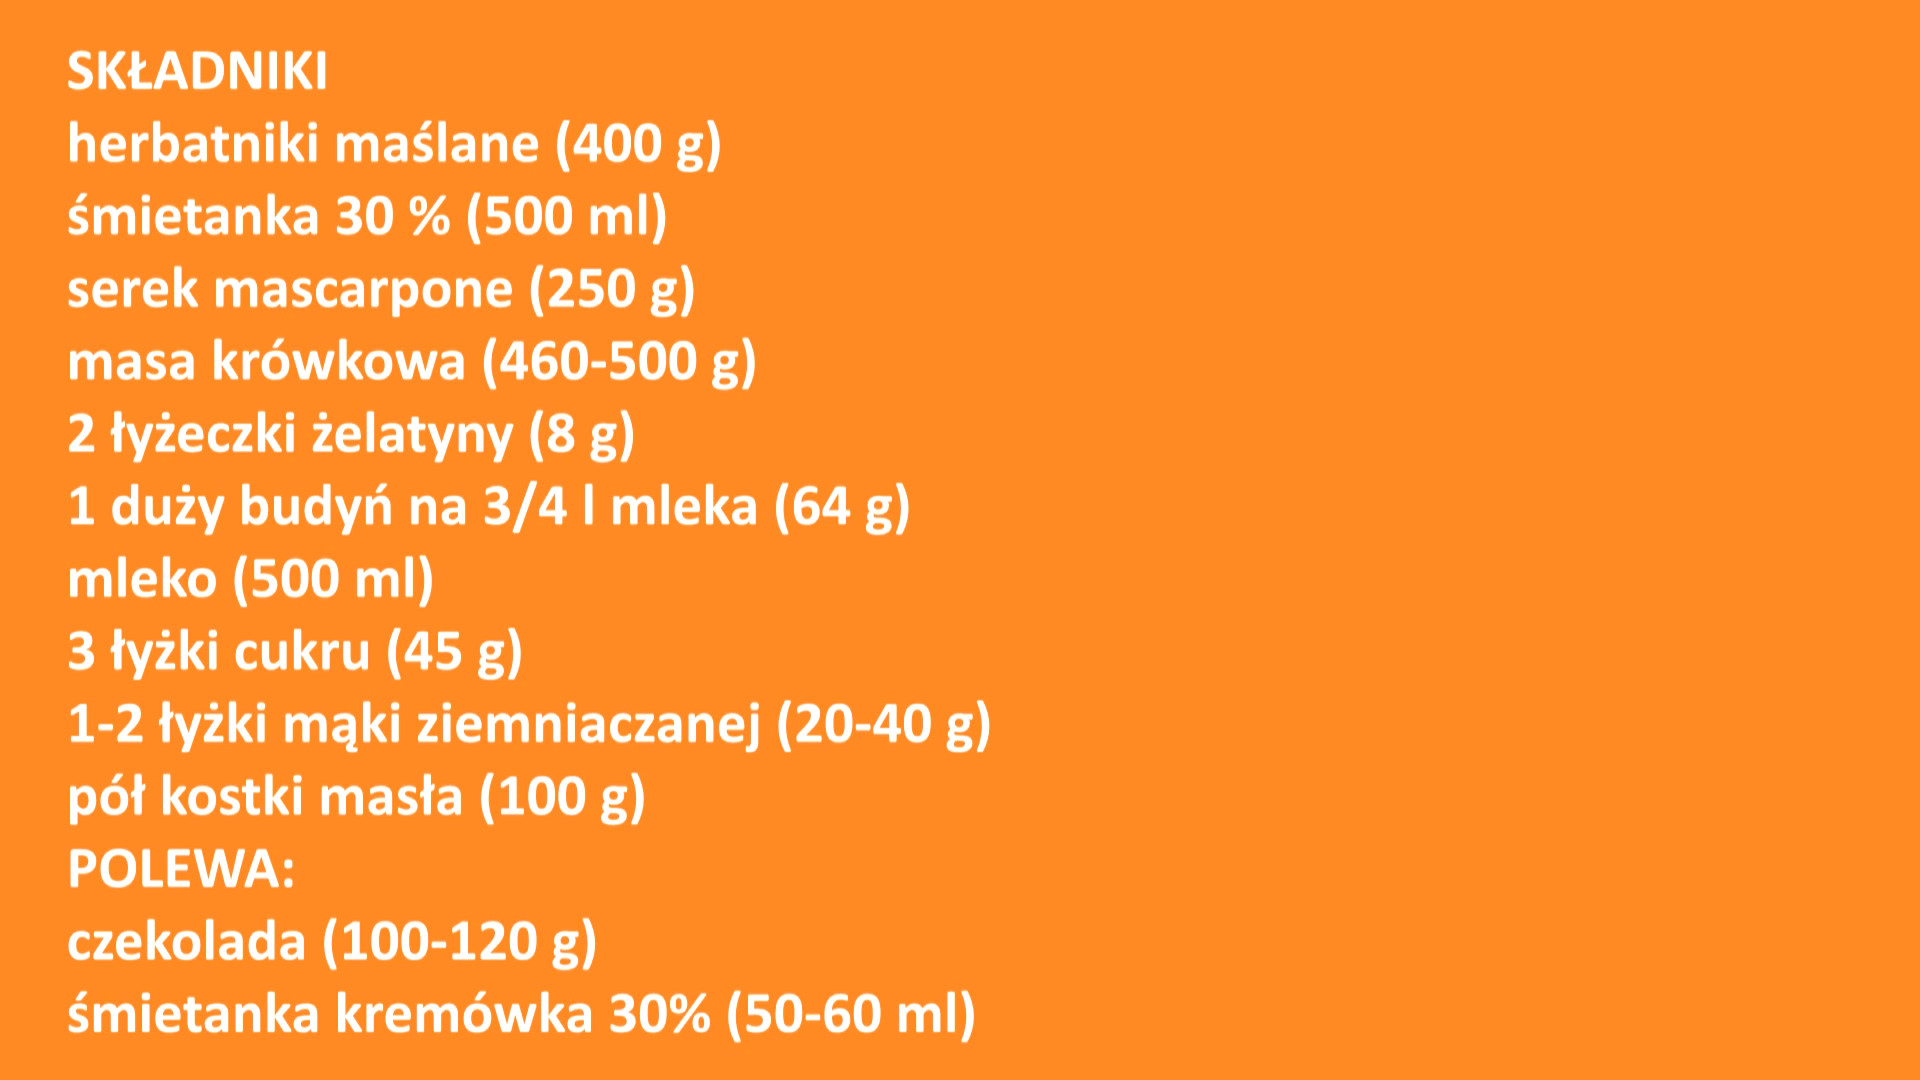 SKŁADNIKI
herbatniki maślane (400 g)
śmietanka 30 % (500 ml)
serek mascarpone (250 g)
masa krówkowa (460-500 g)
2 łyżeczki żelatyny (8 g)
1 duży budyń na 3/4 l mleka (64 g)
mleko (500 ml)
3 łyżki cukru (45 g)
1-2 łyżki mąki ziemniaczanej (20-40 g)
pół kostki masła (100 g)
POLEWA:
czekolada (100-120 g)
śmietanka kremówka 30% (50-60 ml)